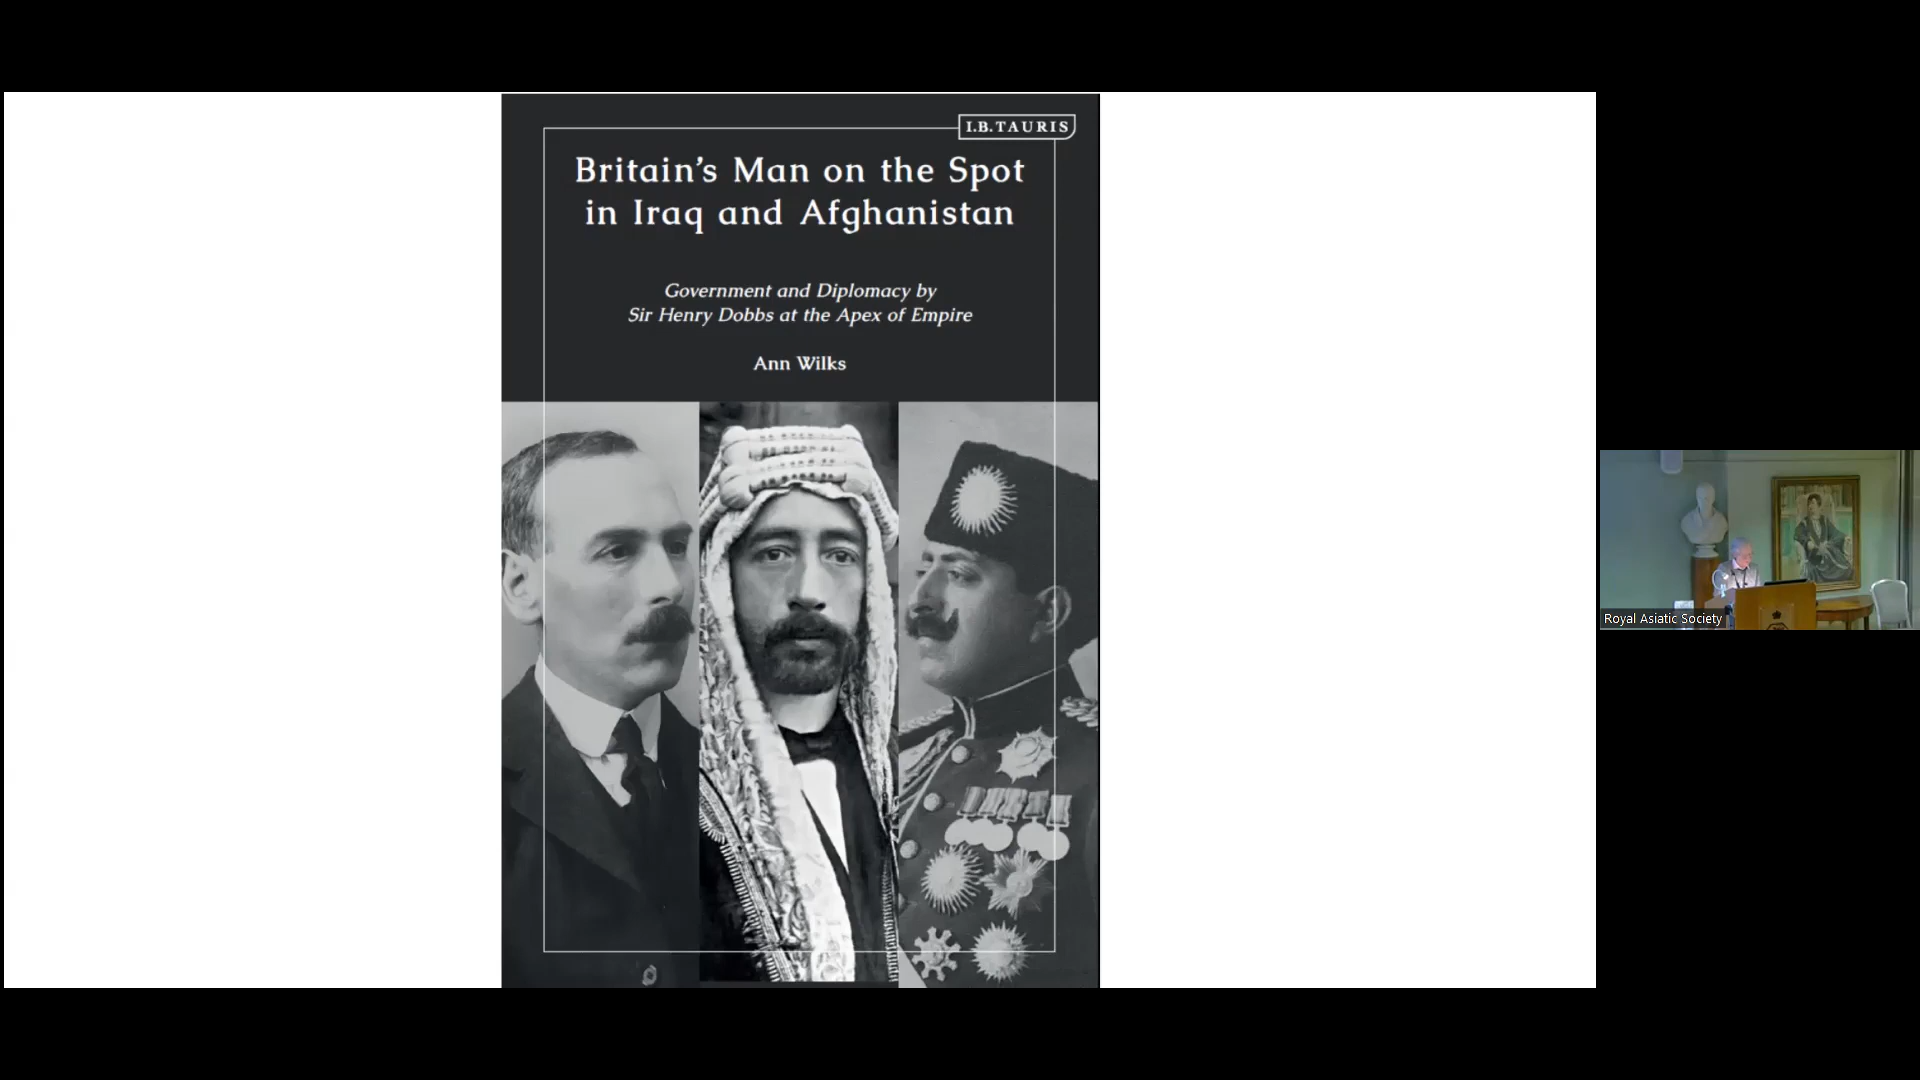 I.B.TAURIS
Britain's Man on the Spot
in Iraq and Afghanistan
Government and Diplomacy by
Sir Henry Dobbs at the Apex of Empire
Ann Wilks
Royal Asiatic Society